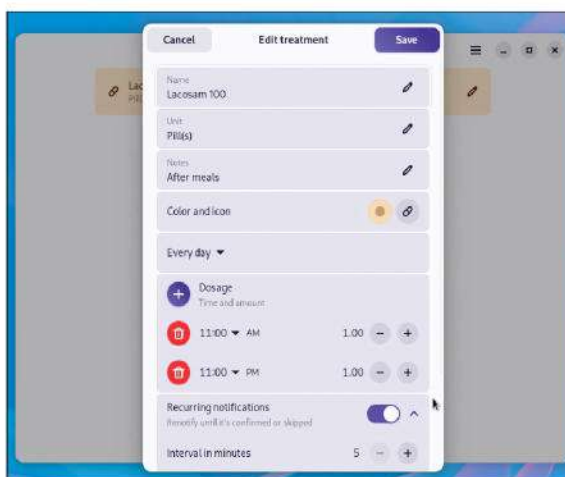 Cancel Edit treatment Save
Lac
Name
Lacosam 100
Unit
Pill(s)
Notes
After meals
Color and icon
Every day
Dosage
Time and amount
11:00 AM 1.00 - +
11:00 PM 1.00 - +
Recurring notifications
Renotify until it's confirmed or skipped
Interval in minutes 5 - +